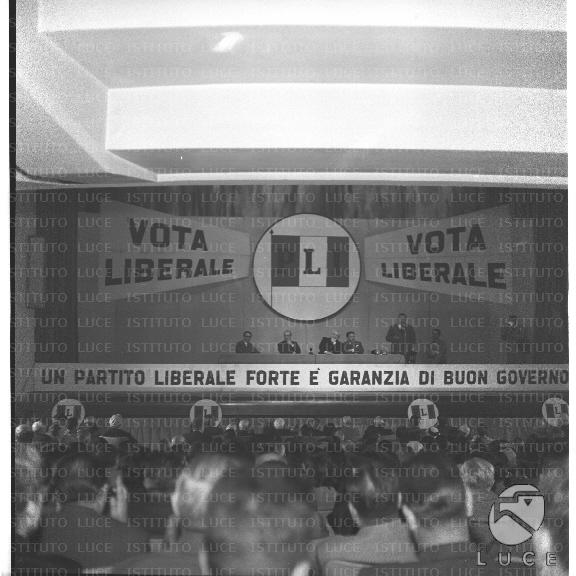 VOTA
LIBERALE
L
VOTA
LIBERALE
UN PARTITO LIBERALE FORTE E' GARANZIA DI BUON GOVERNO
L
L
L
L
ISTITUTO LUCE
LUCE